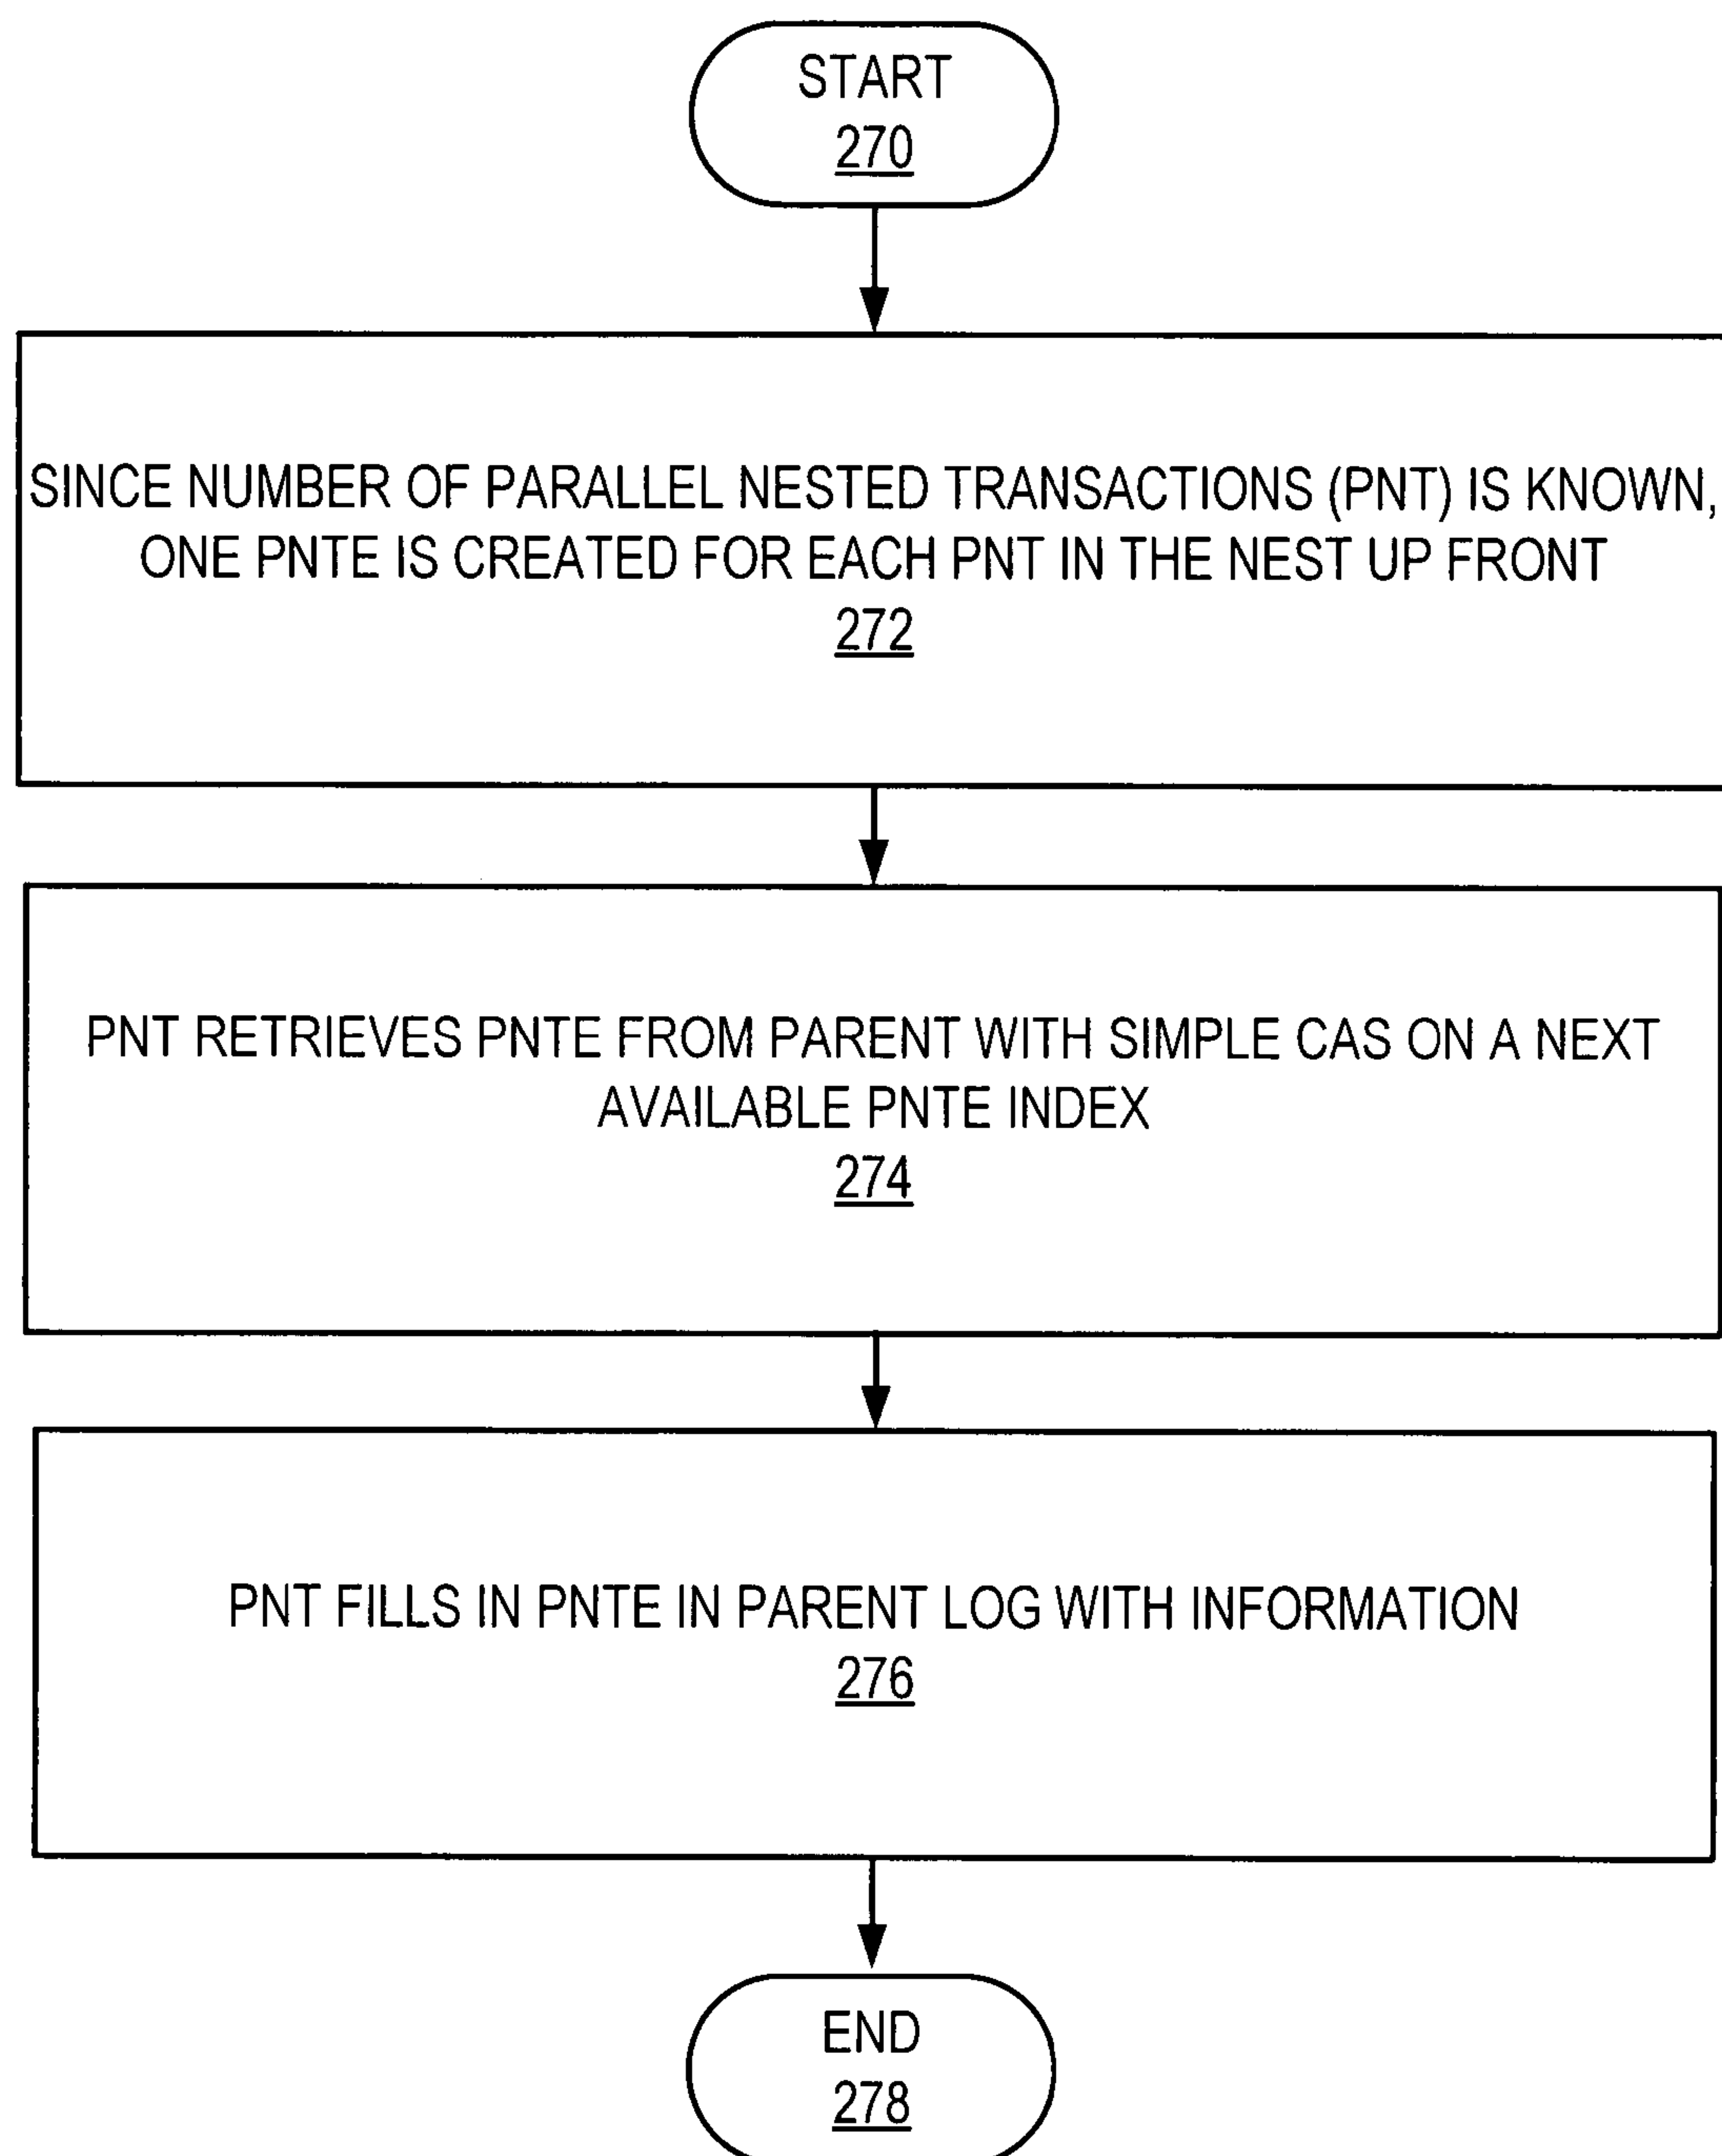 START
270
SINCE NUMBER OF PARALLEL NESTED TRANSACTIONS (PNT) IS KNOWN,
ONE PNTE IS CREATED FOR EACH PNT IN THE NEST UP FRONT
272
PNT RETRIEVES PNTE FROM PARENT WITH SIMPLE CAS ON A NEXT
AVAILABLE PNTE INDEX
274
PNT FILLS IN PNTE IN PARENT LOG WITH INFORMATION
276
END
278